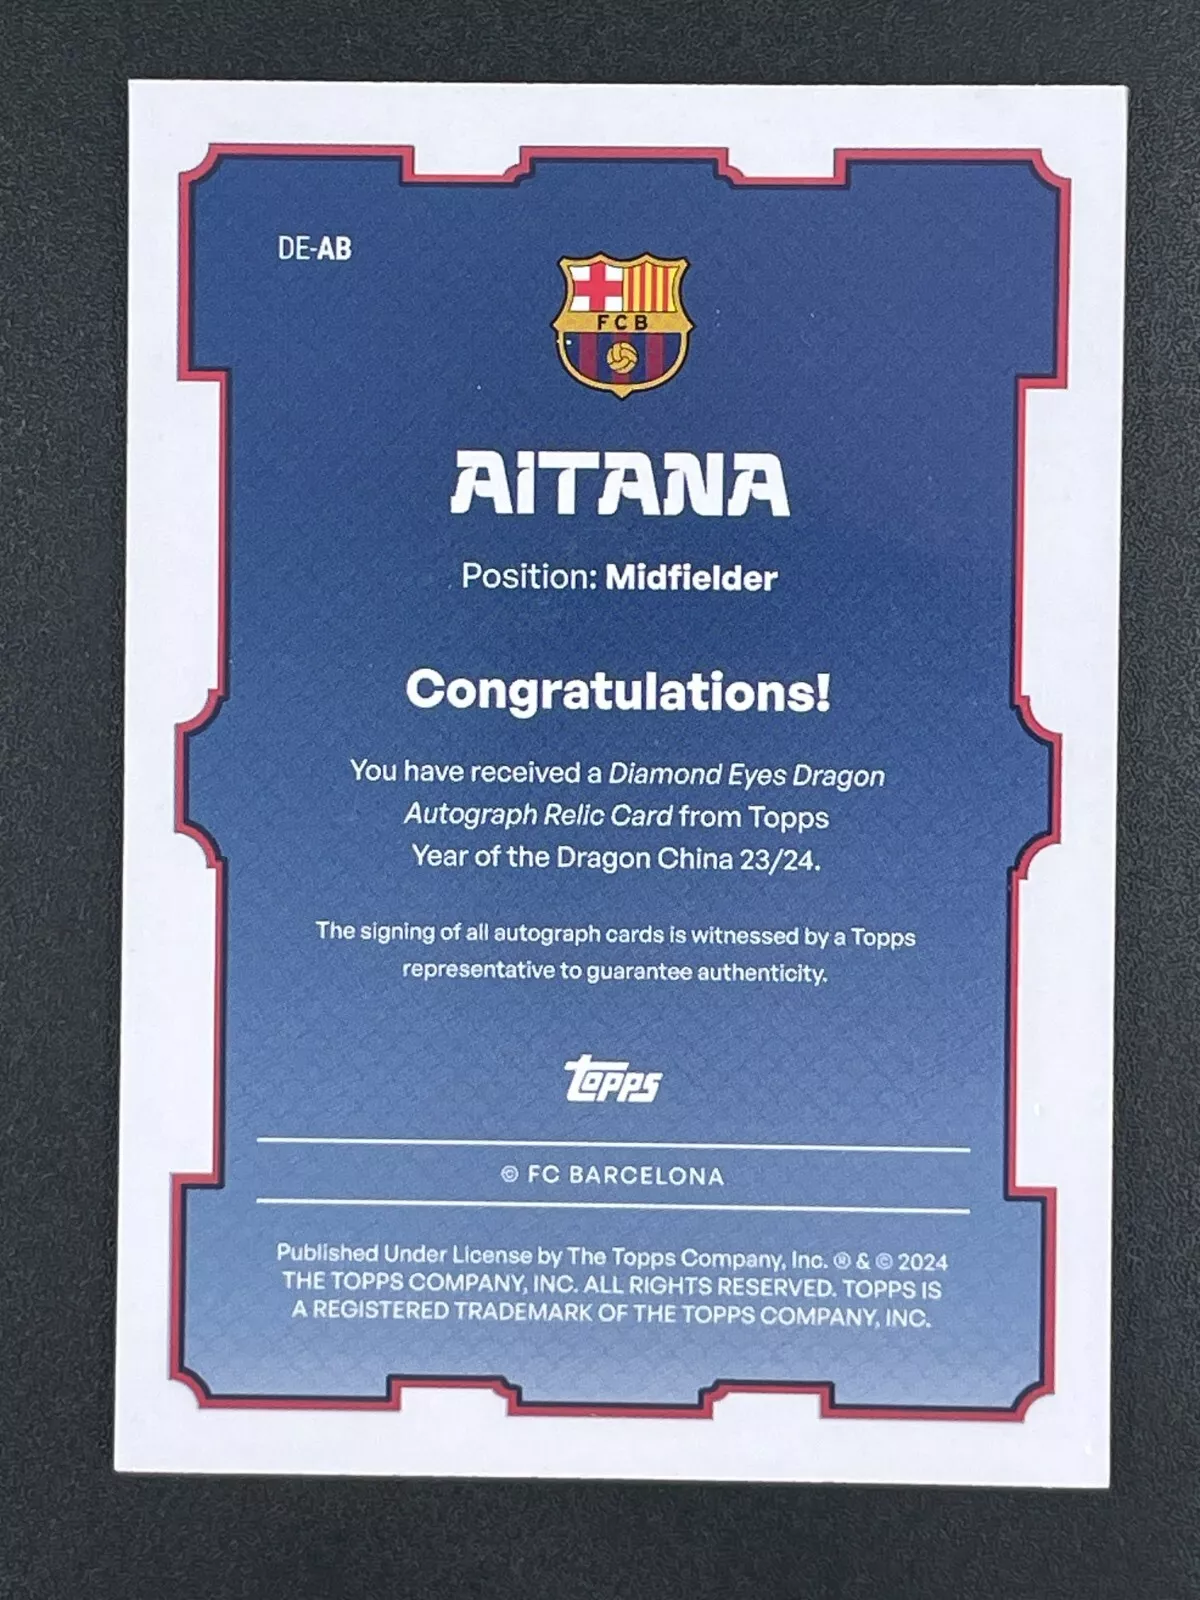 DE-AB
FCB
AITANA
Position: Midfielder
Congratulations!
You have received a Diamond Eyes Dragon
Autograph Relic Card from Topps
Year of the Dragon China 23/24.
The signing of all autograph cards is witnessed by a Topps
representative to guarantee authenticity.
topps
© FC BARCELONA
Published Under License by The Topps Company, Inc. ® & © 2024
THE TOPPS COMPANY, INC. ALL RIGHTS RESERVED. TOPPS IS
A REGISTERED TRADEMARK OF THE TOPPS COMPANY, INC.